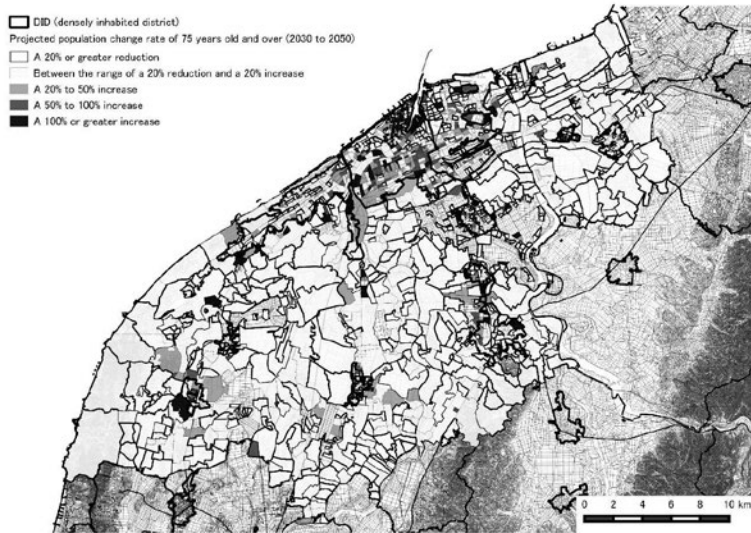 DID (densely inhabited district)
Projected population change rate of 75 years old and over (2030 to 2050)
A 20% or greater reduction
Between the range of a 20% reduction and a 20% increase
A 20% to 50% increase
A 50% to 100% increase
A 100% or greater increase
0 2 4 6 8 10 km